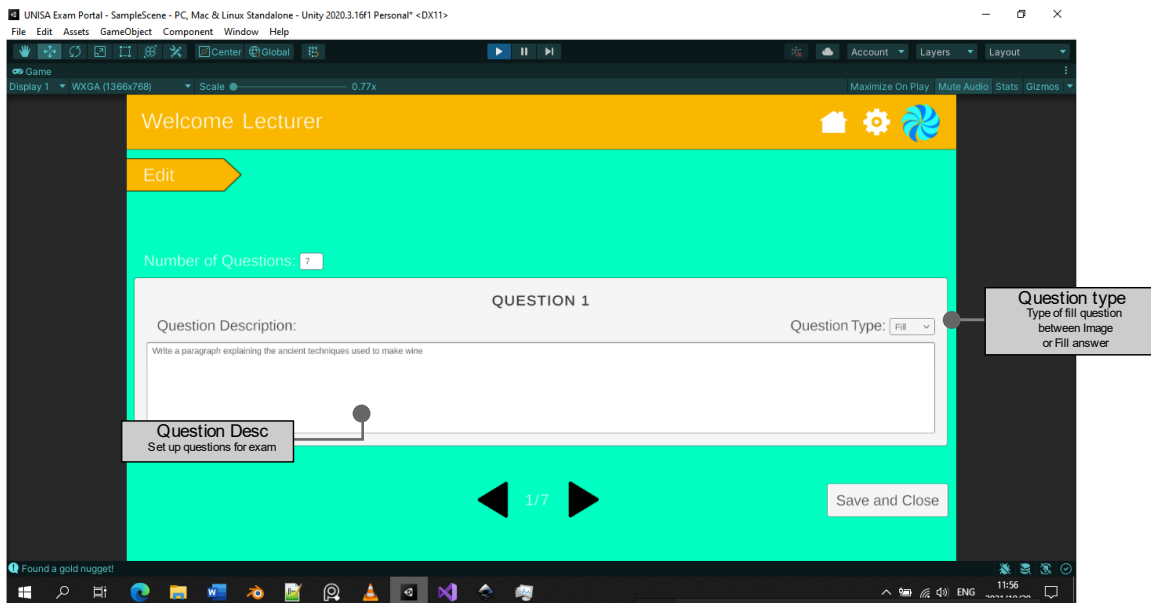 UNISA Exam Portal - SampleScene - PC, Mac & Linux Standalone - Unity 2020.3.16f1 Personal* <DX11>
File Edit Assets GameObject Component Window Help
Center Global Account Layers Layout
Game
Display 1 WXGA (1366x768) Scale 0.77x Maximize On Play Mute Audio Stats Gizmos
Welcome Lecturer
Edit
Number of Questions: 7
QUESTION 1
Question Description:
Question Type: Fill
Write a paragraph explaining the ancient techniques used to make wine
Question type
Type of fill question
between Image
or Fill answer
Question Desc
Set up questions for exam
1/7
Save and Close
Found a gold nugget!
ENG
11:56